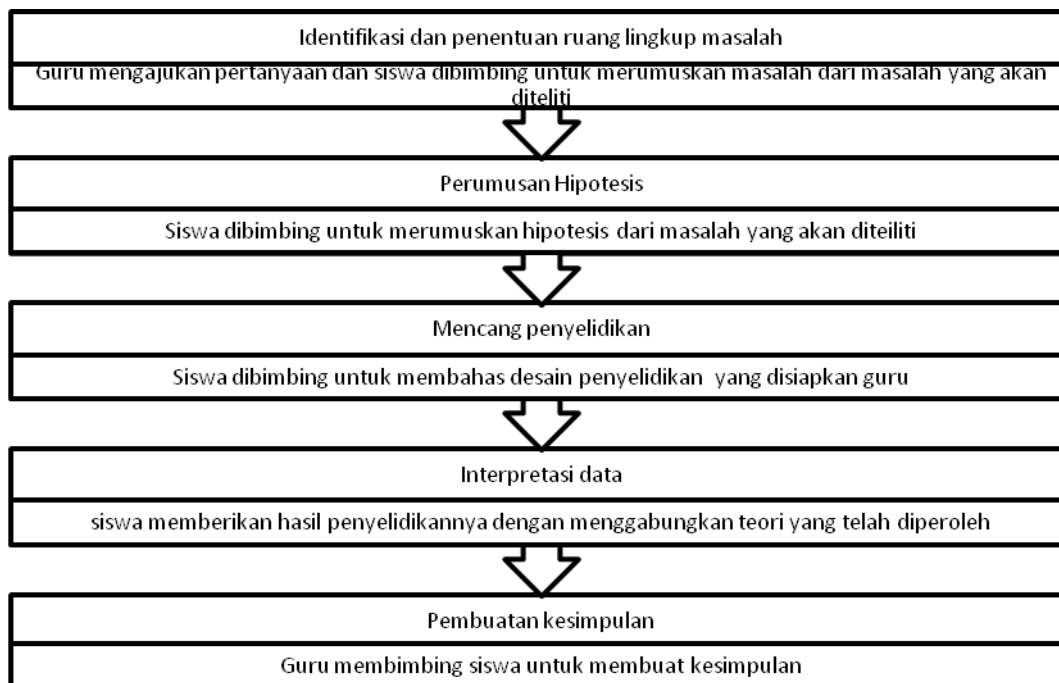 Identifikasi dan penentuan ruang lingkup masalah
Guru mengajukan pertanyaan dan siswa dibimbing untuk merumuskan masalah dari masalah yang akan
diteliti
Perumusan Hipotesis
Siswa dibimbing untuk merumuskan hipotesis dari masalah yang akan diteiliti
Mencang penyelidikan
Siswa dibimbing untuk membahas desain penyelidikan yang disiapkan guru
Interpretasi data
siswa memberikan hasil penyelidikannya dengan menggabungkan teori yang telah diperoleh
Pembuatan kesimpulan
Guru membimbing siswa untuk membuat kesimpulan